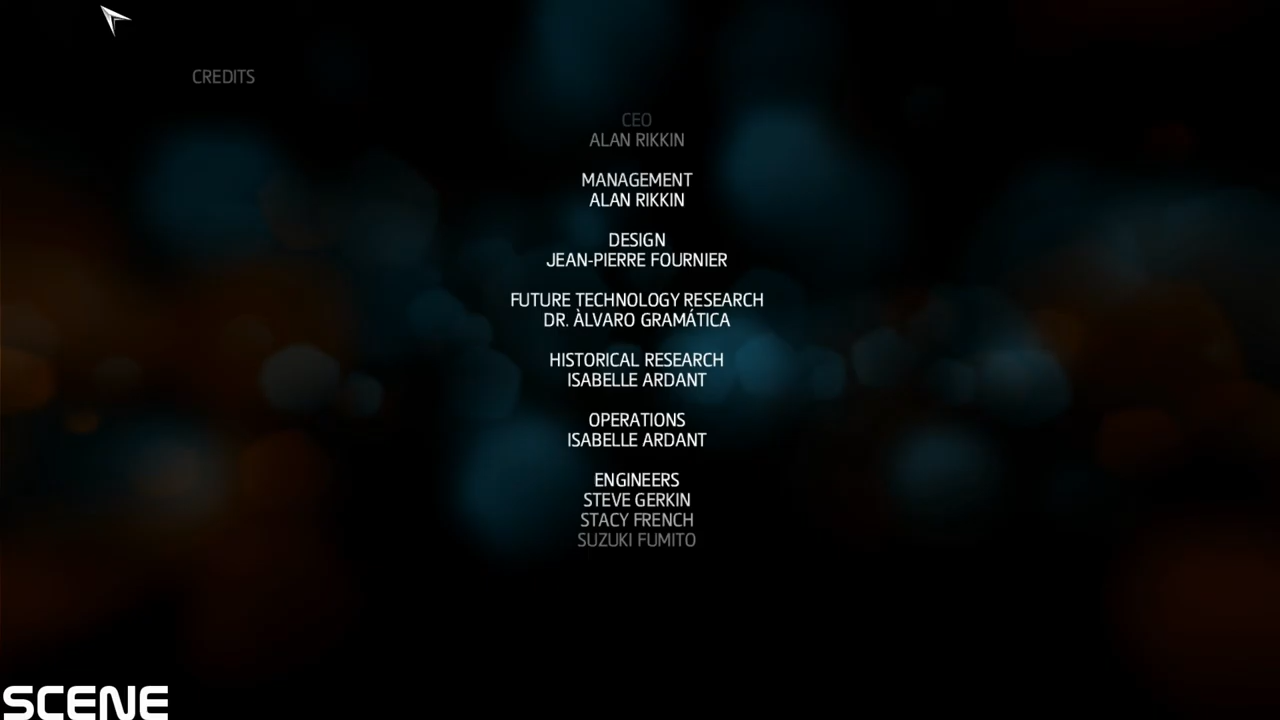 CREDITS
CEO
ALAN RIKKIN
MANAGEMENT
ALAN RIKKIN
DESIGN
JEAN-PIERRE FOURNIER
FUTURE TECHNOLOGY RESEARCH
DR. ÀLVARO GRAMÁTICA
HISTORICAL RESEARCH
ISABELLE ARDANT
OPERATIONS
ISABELLE ARDANT
ENGINEERS
STEVE GERKIN
STACY FRENCH
SUZUKI FUMITO
SCENE